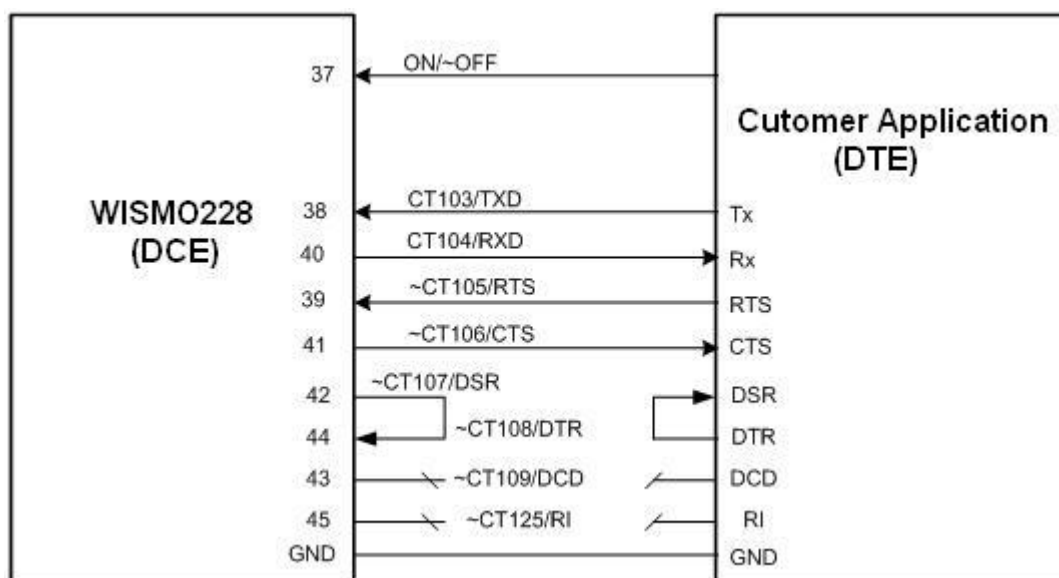 37 ON/~OFF
Cutomer Application
(DTE)
WISMO228
(DCE)
38 CT103/TXD Tx
40 CT104/RXD Rx
39 ~CT105/RTS RTS
41 ~CT106/CTS CTS
42 ~CT107/DSR DSR
44 ~CT108/DTR DTR
43 ~CT109/DCD DCD
45 ~CT125/RI RI
GND GND